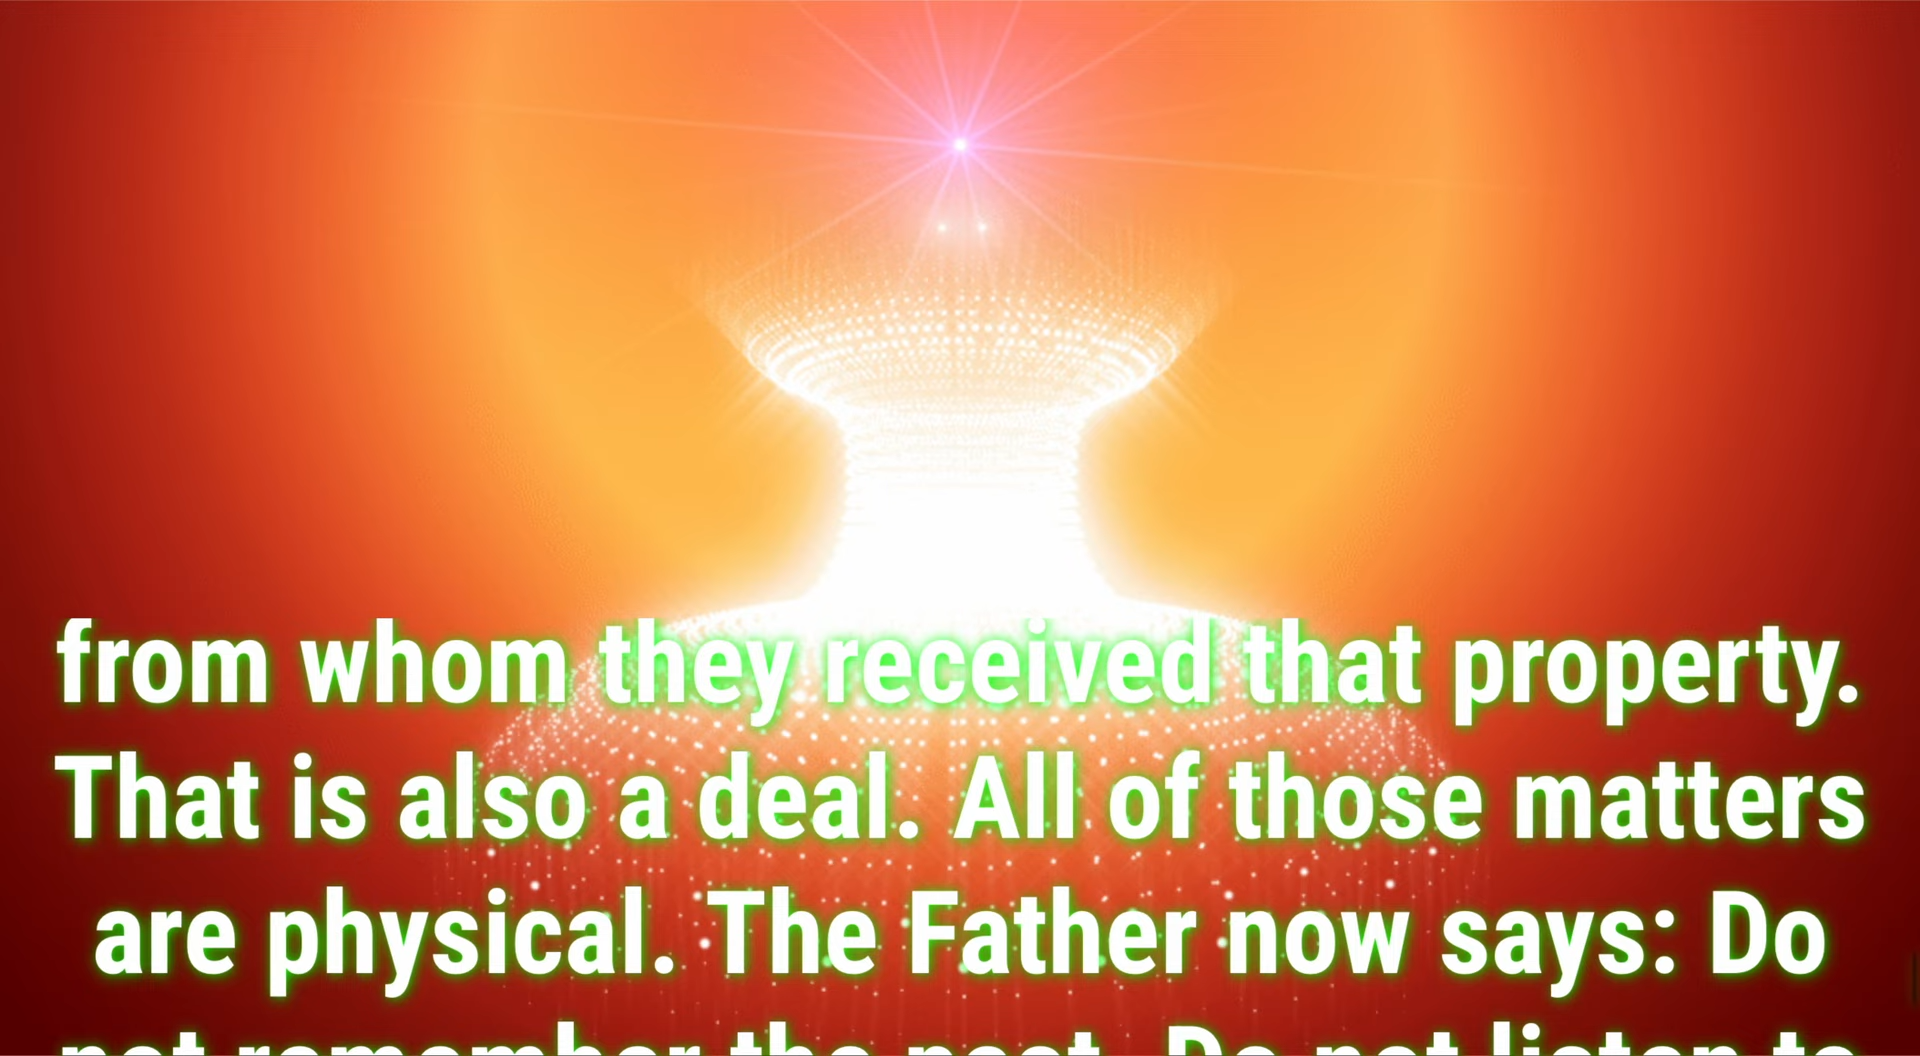 from whom they received that property.
That is also a deal. All of those matters
are physical. The Father now says: Do
not remember the past. Do not listen to